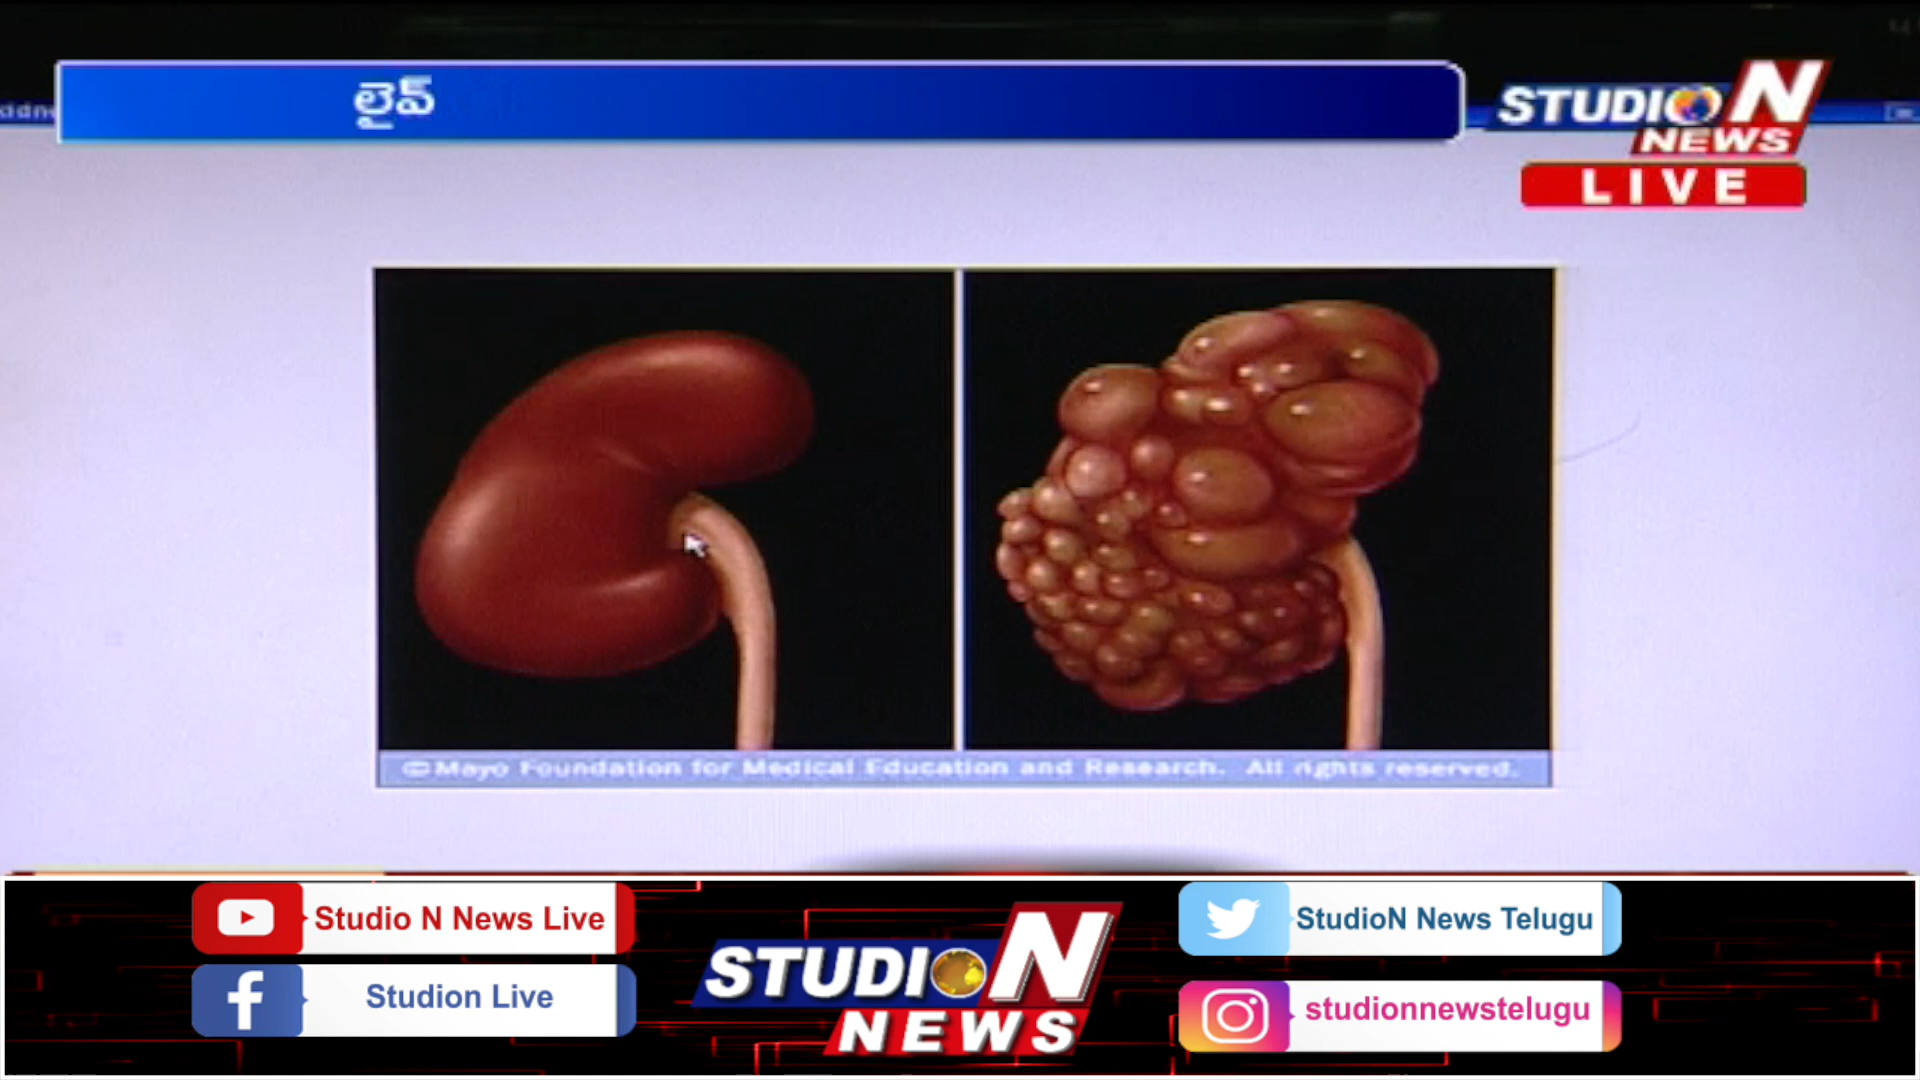 లైవ్
STUDIO N
NEWS
LIVE
kidne
©Mayo Foundation for Medical Education and Research. All rights reserved.
Studio N News Live
Studion Live
STUDIO N
NEWS
StudioN News Telugu
studionnewstelugu